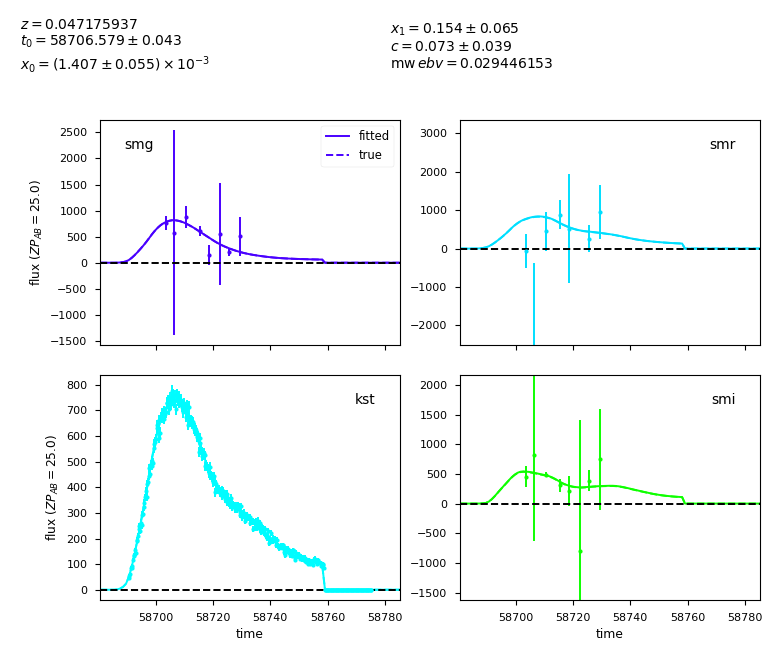 z = 0.047175937
t₀ = 58706.579 ± 0.043
x₀ = (1.407 ± 0.055) × 10⁻³
x₁ = 0.154 ± 0.065
c = 0.073 ± 0.039
mw ebv = 0.029446153
smg
fitted
true
flux (ZP_AB = 25.0)
2500
2000
1500
1000
500
0
−500
−1000
−1500
smr
3000
2000
1000
0
−1000
−2000
kst
flux (ZP_AB = 25.0)
800
700
600
500
400
300
200
100
0
58700
58720
58740
58760
58780
time
smi
2000
1500
1000
500
0
−500
−1000
−1500
58700
58720
58740
58760
58780
time